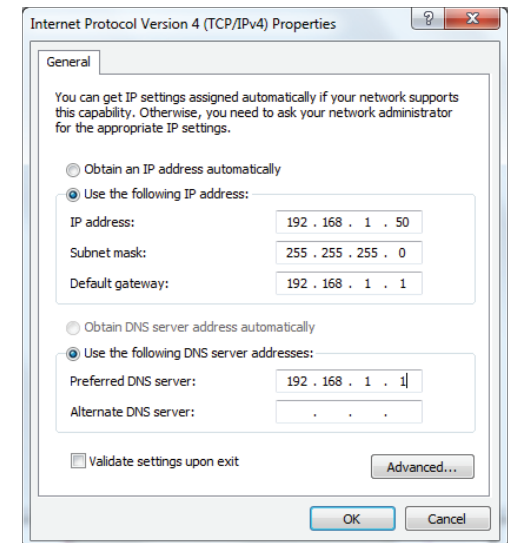 Internet Protocol Version 4 (TCP/IPv4) Properties
General
You can get IP settings assigned automatically if your network supports
this capability. Otherwise, you need to ask your network administrator
for the appropriate IP settings.
Obtain an IP address automatically
Use the following IP address:
IP address: 192 . 168 . 1 . 50
Subnet mask: 255 . 255 . 255 . 0
Default gateway: 192 . 168 . 1 . 1
Obtain DNS server address automatically
Use the following DNS server addresses:
Preferred DNS server: 192 . 168 . 1 . 1
Alternate DNS server: . . .
Validate settings upon exit
Advanced...
OK Cancel